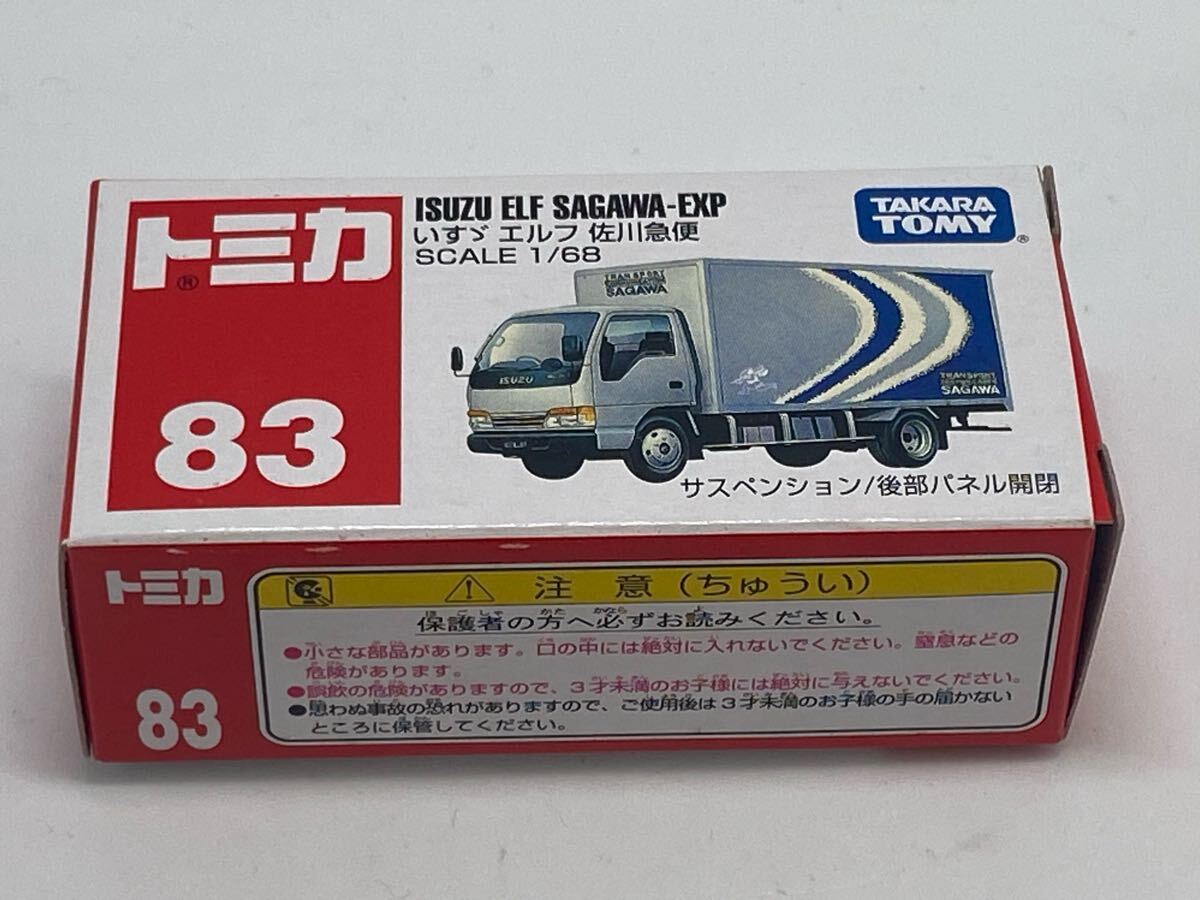 トミカ
®
83
ISUZU ELF SAGAWA-EXP
いすゞ エルフ 佐川急便
SCALE 1/68
TAKARA
TOMY
®
TRANSPORT
SAGAWA
ISUZU
ELF
TRANSPORT
SAGAWA
サスペンション/後部パネル開閉
トミカ
83
注 意 (ちゅうい)
保護者の方へ必ずお読みください。
●小さな部品があります。口の中には絶対に入れないでください。窒息などの
危険があります。
●誤飲の危険がありますので、3才未満のお子様には絶対に与えないでください。
●思わぬ事故の恐れがありますので、ご使用後は3才未満のお子様の手の届かない
ところに保管してください。